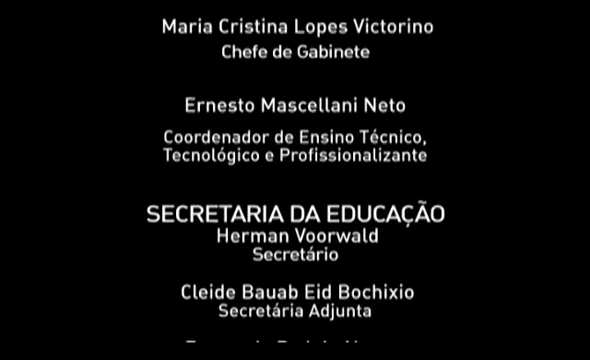 Maria Cristina Lopes Victorino
Chefe de Gabinete
Ernesto Mascellani Neto
Coordenador de Ensino Técnico,
Tecnológico e Profissionalizante
SECRETARIA DA EDUCAÇÃO
Herman Voorwald
Secretário
Cleide Bauab Eid Bochixio
Secretária Adjunta